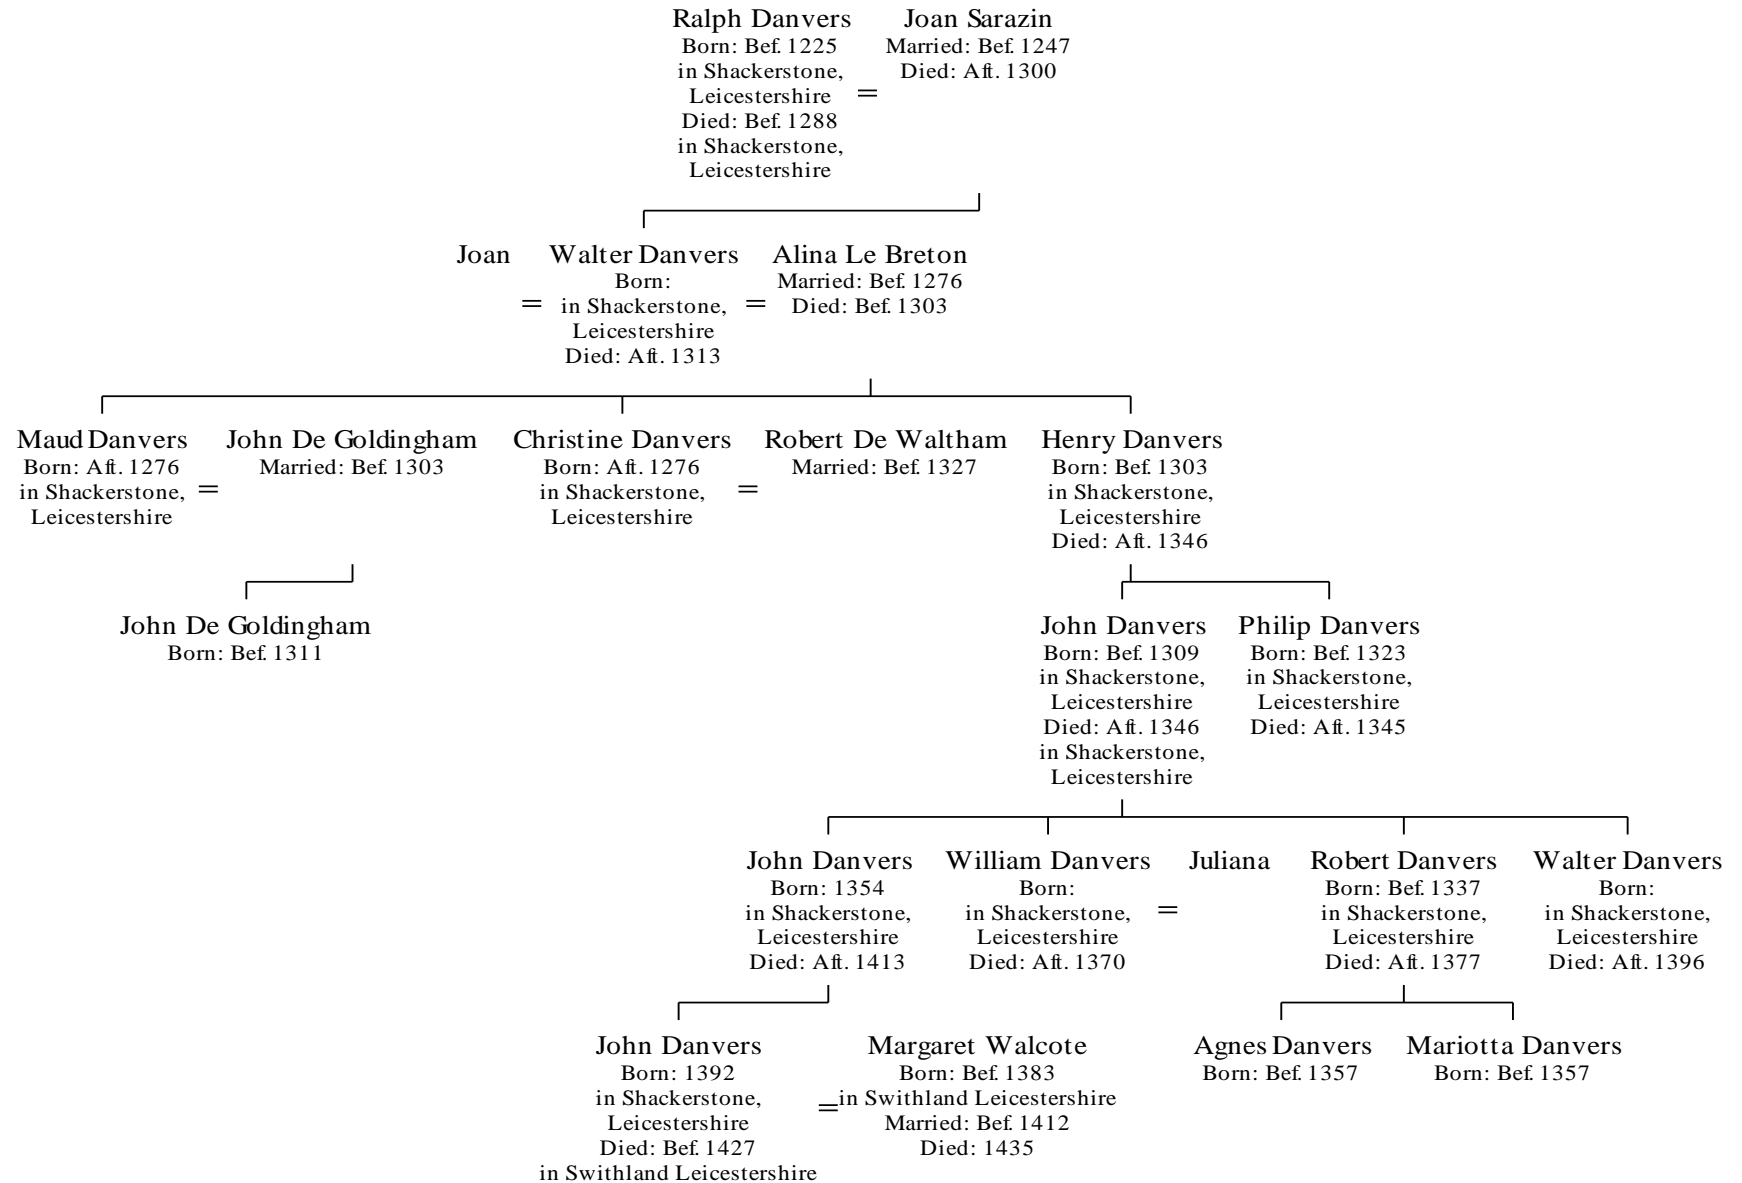 Ralph Danvers
Born: Bef. 1225
in Shackerstone,
Leicestershire
Died: Bef. 1288
in Shackerstone,
Leicestershire
=
Joan Sarazin
Married: Bef. 1247
Died: Aft. 1300
Joan
=
Walter Danvers
Born:
in Shackerstone,
Leicestershire
Died: Aft. 1313
=
Alina Le Breton
Married: Bef. 1276
Died: Bef. 1303
Maud Danvers
Born: Aft. 1276
in Shackerstone,
Leicestershire
=
John De Goldingham
Married: Bef. 1303
Christine Danvers
Born: Aft. 1276
in Shackerstone,
Leicestershire
=
Robert De Waltham
Married: Bef. 1327
Henry Danvers
Born: Bef. 1303
in Shackerstone,
Leicestershire
Died: Aft. 1346
John De Goldingham
Born: Bef. 1311
John Danvers
Born: Bef. 1309
in Shackerstone,
Leicestershire
Died: Aft. 1346
in Shackerstone,
Leicestershire
Philip Danvers
Born: Bef. 1323
in Shackerstone,
Leicestershire
Died: Aft. 1345
John Danvers
Born: 1354
in Shackerstone,
Leicestershire
Died: Aft. 1413
William Danvers
Born:
in Shackerstone,
Leicestershire
Died: Aft. 1370
=
Juliana
Robert Danvers
Born: Bef. 1337
in Shackerstone,
Leicestershire
Died: Aft. 1377
Walter Danvers
Born:
in Shackerstone,
Leicestershire
Died: Aft. 1396
John Danvers
Born: 1392
in Shackerstone,
Leicestershire
Died: Bef. 1427
in Swithland Leicestershire
=
Margaret Walcote
Born: Bef. 1383
in Swithland Leicestershire
Married: Bef. 1412
Died: 1435
Agnes Danvers
Born: Bef. 1357
Mariotta Danvers
Born: Bef. 1357